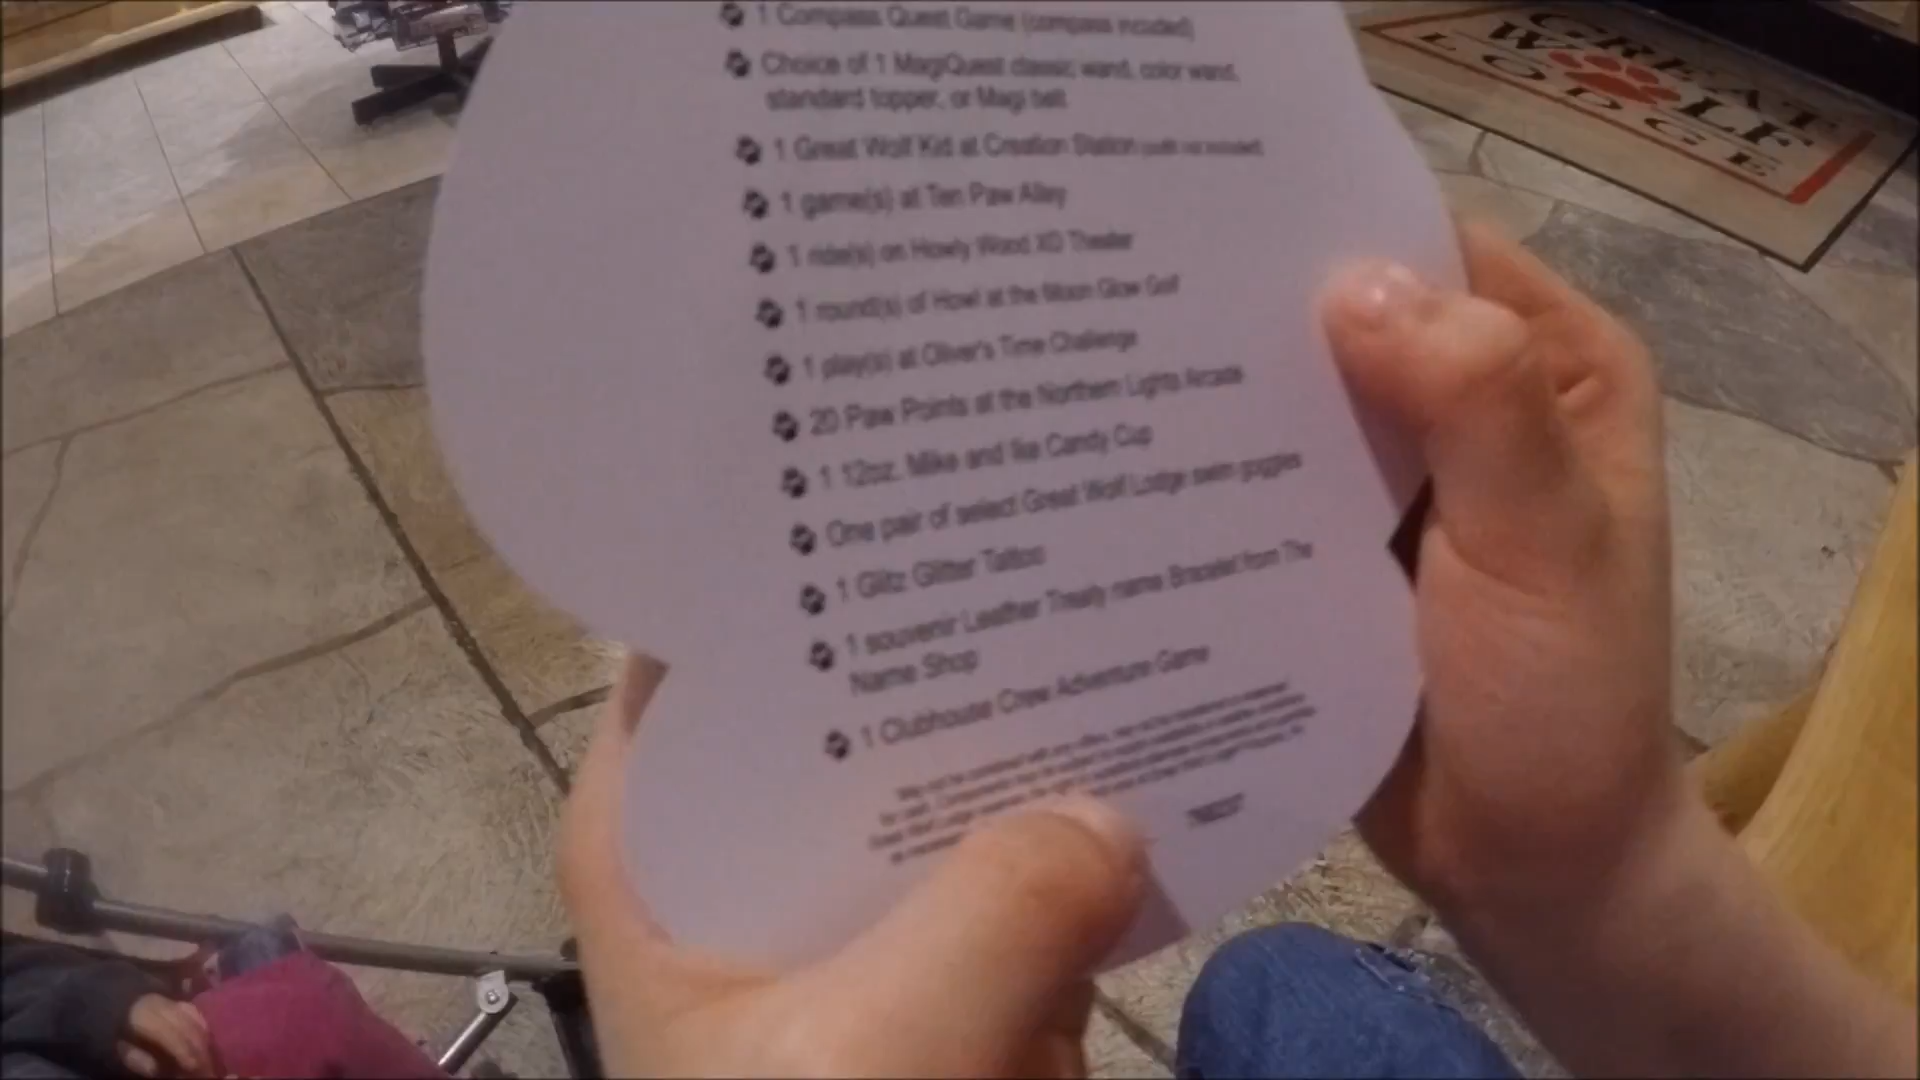 1 Compass Quest Game (compass included)
Choice of 1 MagiQuest classic wand, color wand,
standard topper, or Magi belt
1 Great Wolf Kid at Creation Station (outfit not included)
1 game(s) at Ten Paw Alley
1 ride(s) on Howly Wood XD Theater
1 round(s) of Howl at the Moon Glow Golf
1 play(s) at Oliver's Time Challenge
20 Paw Points at the Northern Lights Arcade
1 12oz. Mike and Ike Candy Cup
One pair of select Great Wolf Lodge swim goggles
1 Glitz Glitter Tattoo
1 souvenir Leather Treaty name Bracelet from The
Name Shop
1 Clubhouse Crew Adventure Game
GREAT
WOLF
LODGE